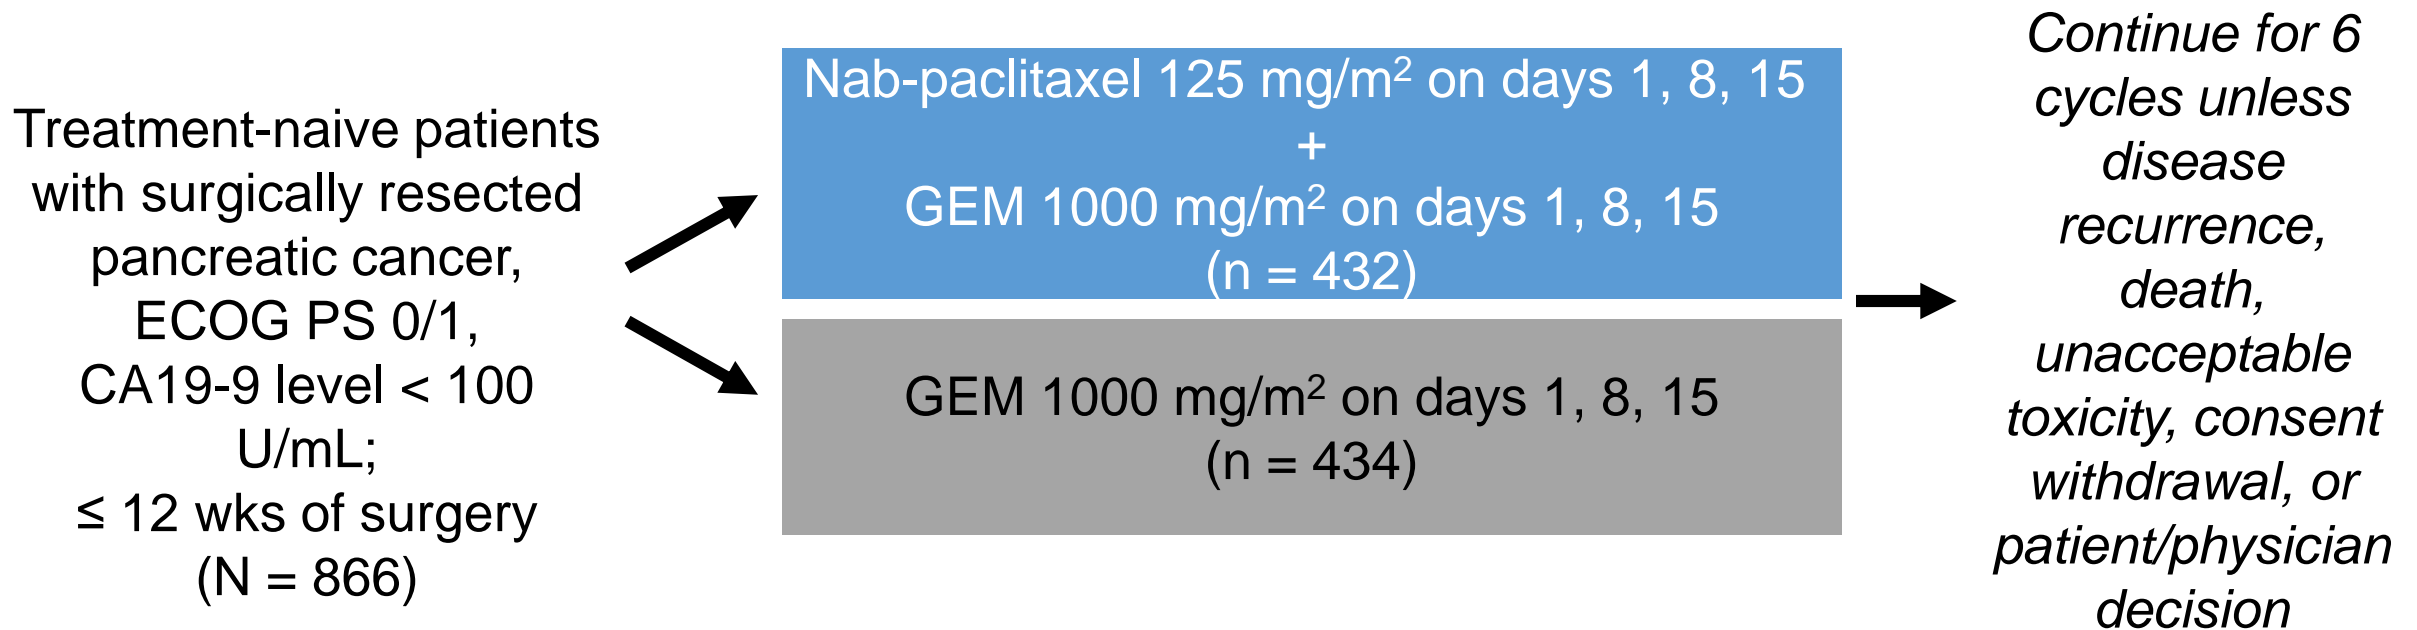 Treatment-naive patients
with surgically resected
pancreatic cancer,
ECOG PS 0/1,
CA19-9 level < 100
U/mL;
≤ 12 wks of surgery
(N = 866)
Nab-paclitaxel 125 mg/m² on days 1, 8, 15
+
GEM 1000 mg/m² on days 1, 8, 15
(n = 432)
GEM 1000 mg/m² on days 1, 8, 15
(n = 434)
Continue for 6
cycles unless
disease
recurrence,
death,
unacceptable
toxicity, consent
withdrawal, or
patient/physician
decision